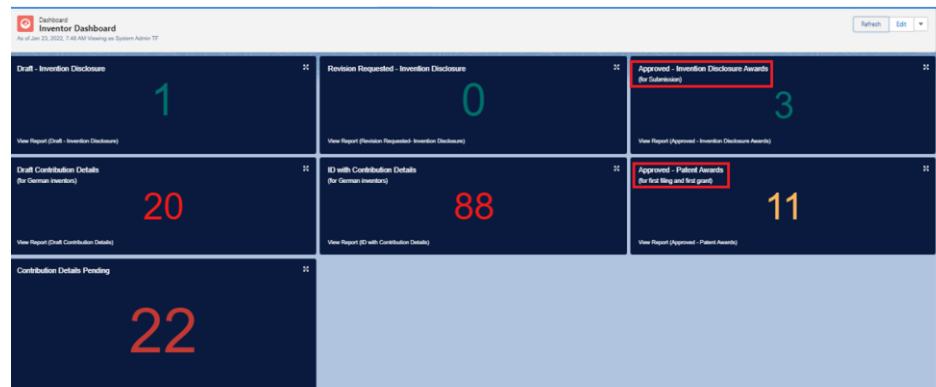 Dashboard
Inventor Dashboard
As of Jan 23, 2022, 7:48 AM Viewing as System Admin TF
Refresh Edit
Draft - Invention Disclosure
1
View Report (Draft - Invention Disclosure)
Revision Requested - Invention Disclosure
0
View Report (Revision Requested- Invention Disclosure)
Approved - Invention Disclosure Awards
(for Submission)
3
View Report (Approved - Invention Disclosure Awards)
Draft Contribution Details
(for German inventors)
20
View Report (Draft Contribution Details)
ID with Contribution Details
(for German inventors)
88
View Report (ID with Contribution Details)
Approved - Patent Awards
(for first filing and first grant)
11
View Report (Approved - Patent Awards)
Contribution Details Pending
22